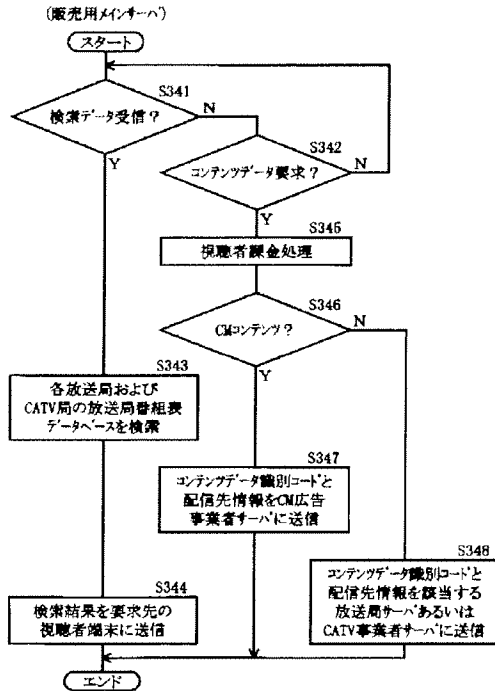 (販売用メインサーバ)
スタート
S341
検索データ受信?
N
Y
S342
コンテンツデータ要求?
N
Y
S345
視聴者課金処理
S346
CMコンテンツ?
N
Y
S343
各放送局および
CATV局の放送局番組表
データベースを検索
S347
コンテンツデータ識別コードと
配信先情報をCM広告
事業者サーバに送信
S348
コンテンツデータ識別コードと
配信先情報を該当する
放送局サーバあるいは
CATV事業者サーバに送信
S344
検索結果を要求先の
視聴者端末に送信
エンド